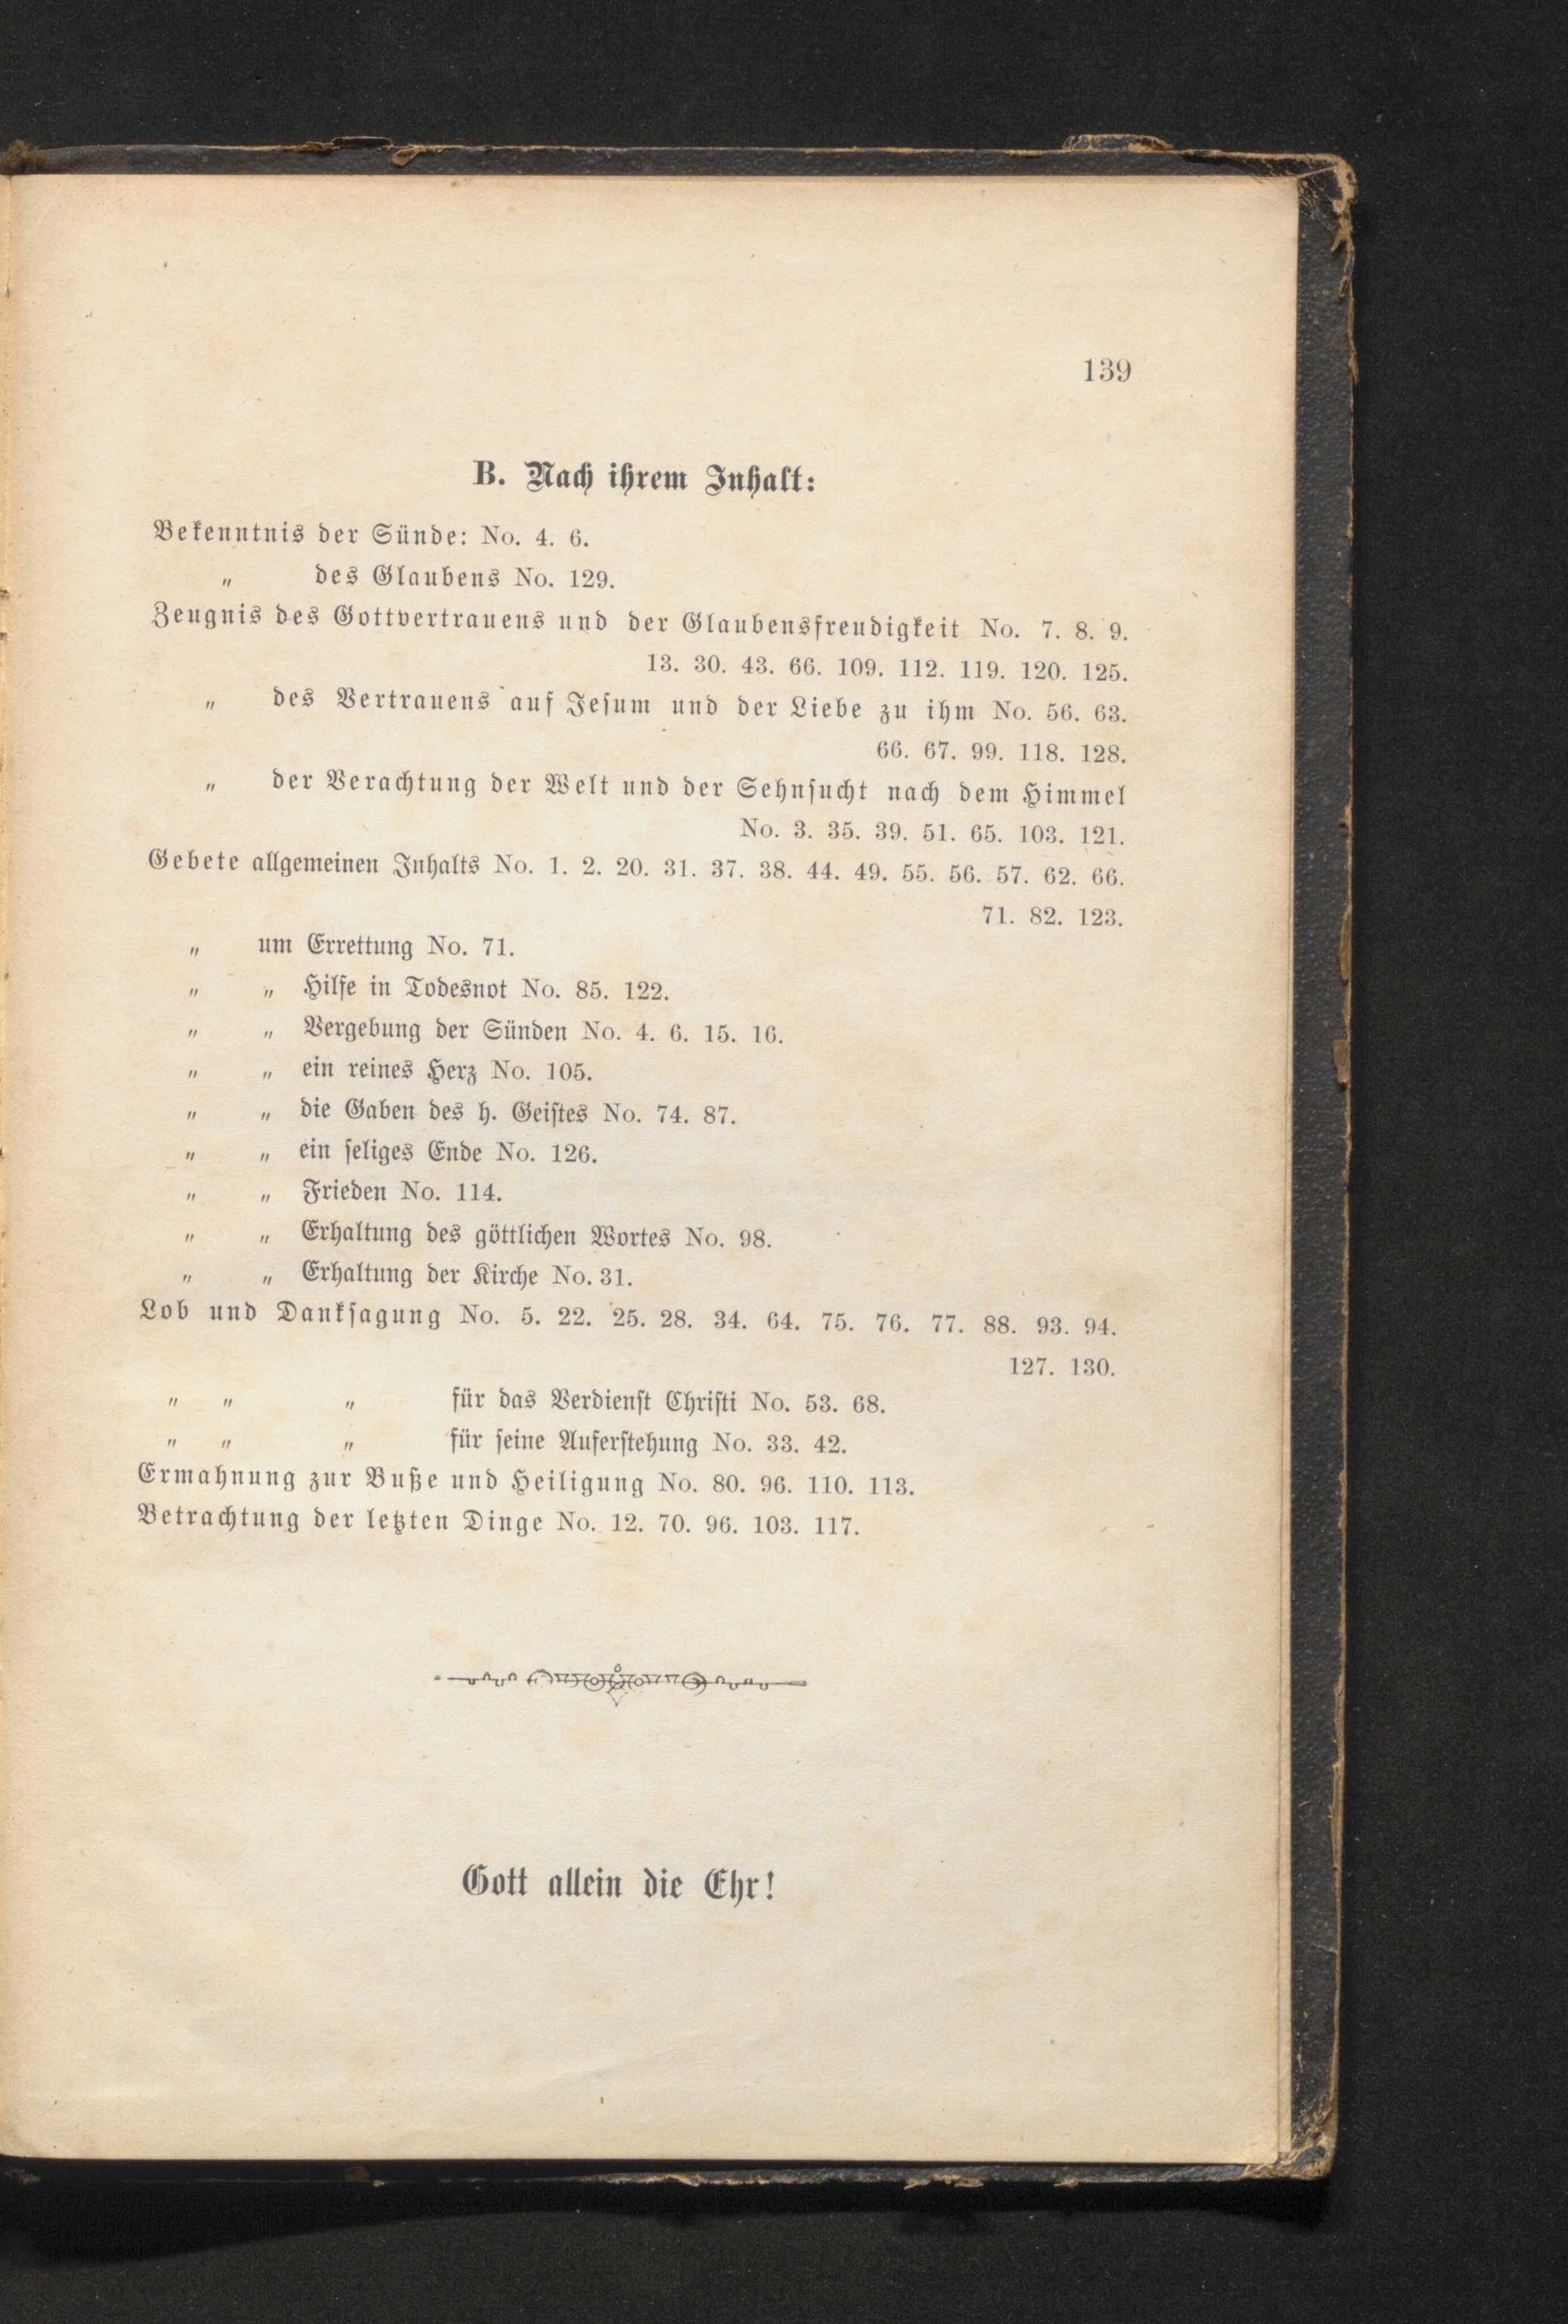 139
B. Nach ihrem Inhalt:
Bekenntnis der Sünde: No. 4. 6.
„ des Glaubens No. 129.
Zeugnis des Gottvertrauens und der Glaubensfreudigkeit No. 7. 8. 9.
13. 30. 43. 66. 109. 112. 119. 120. 125.
„ des Vertrauens auf Jesum und der Liebe zu ihm No. 56. 63.
66. 67. 99. 118. 128.
„ der Verachtung der Welt und der Sehnsucht nach dem Himmel
No. 3. 35. 39. 51. 65. 103. 121.
Gebete allgemeinen Inhalts No. 1. 2. 20. 31. 37. 38. 44. 49. 55. 56. 57. 62. 66.
71. 82. 123.
„ um Errettung No. 71.
„ „ Hilfe in Todesnot No. 85. 122.
„ „ Vergebung der Sünden No. 4. 6. 15. 16.
„ „ ein reines Herz No. 105.
„ „ die Gaben des h. Geistes No. 74. 87.
„ „ ein seliges Ende No. 126.
„ „ Frieden No. 114.
„ „ Erhaltung des göttlichen Wortes No. 98.
„ „ Erhaltung der Kirche No. 31.
Lob und Danksagung No. 5. 22. 25. 28. 34. 64. 75. 76. 77. 88. 93. 94.
127. 130.
„ „ „ für das Verdienst Christi No. 53. 68.
„ „ „ für seine Auferstehung No. 33. 42.
Ermahnung zur Buße und Heiligung No. 80. 96. 110. 113.
Betrachtung der letzten Dinge No. 12. 70. 96. 103. 117.
Gott allein die Ehr!